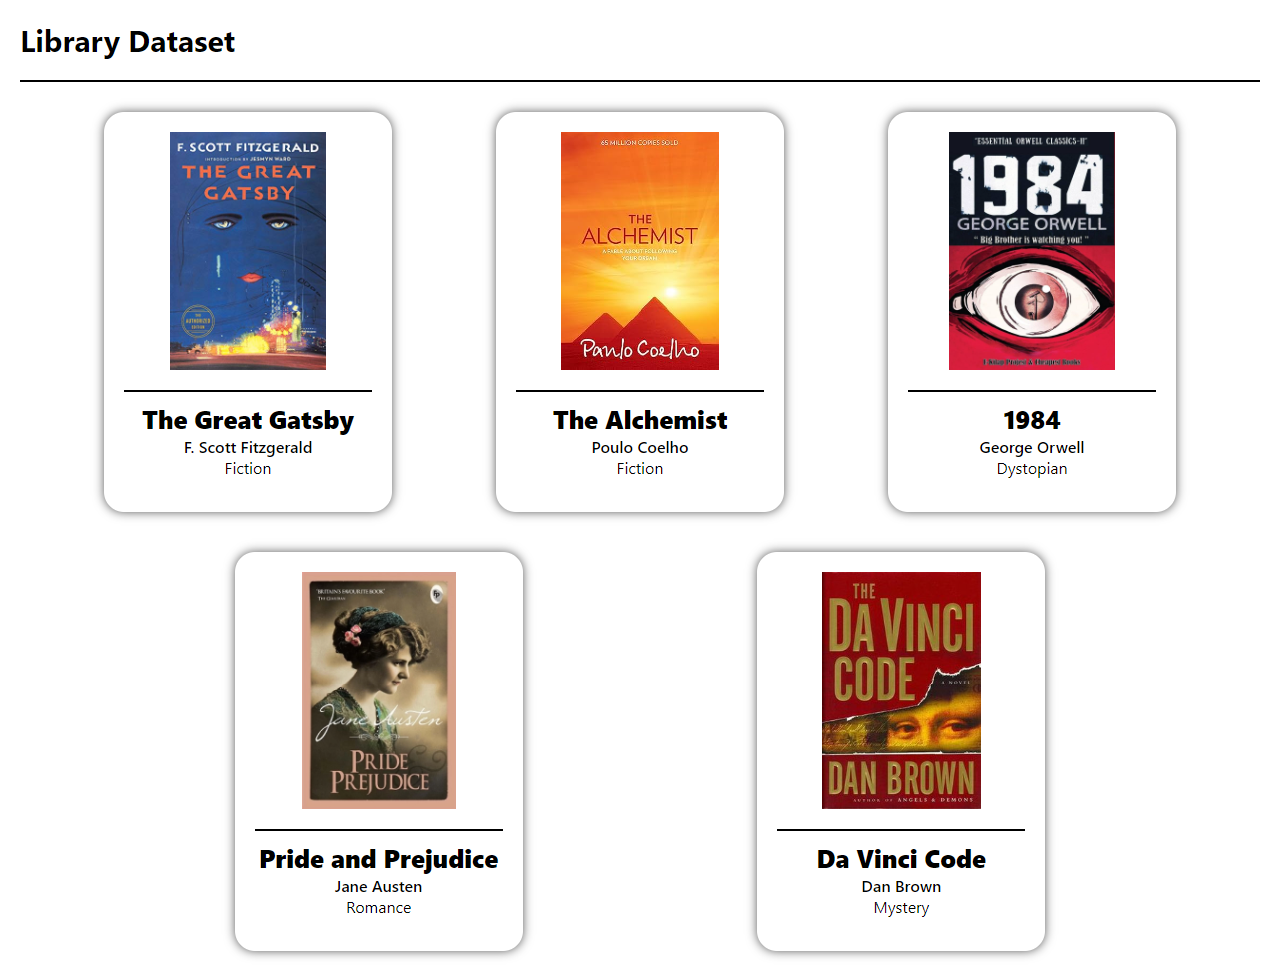 Library Dataset
F. SCOTT FITZGERALD
INTRODUCTION BY JESMYN WARD
THE GREAT
GATSBY
THE
AUTHORIZED
EDITION
The Great Gatsby
F. Scott Fitzgerald
Fiction
65 MILLION COPIES SOLD
THE
ALCHEMIST
A FABLE ABOUT FOLLOWING
YOUR DREAM
Paulo Coelho
The Alchemist
Poulo Coelho
Fiction
"ESSENTIAL ORWELL CLASSICS-II"
1984
GEORGE ORWELL
" Big Brother is watching you! "
1984
George Orwell
Dystopian
'BRITAIN'S FAVOURITE BOOK'
fp
Jane Austen
PRIDE
PREJUDICE
Pride and Prejudice
Jane Austen
Romance
THE
DA VINCI
CODE
A NOVEL
DAN BROWN
AUTHOR OF ANGELS & DEMONS
Da Vinci Code
Dan Brown
Mystery